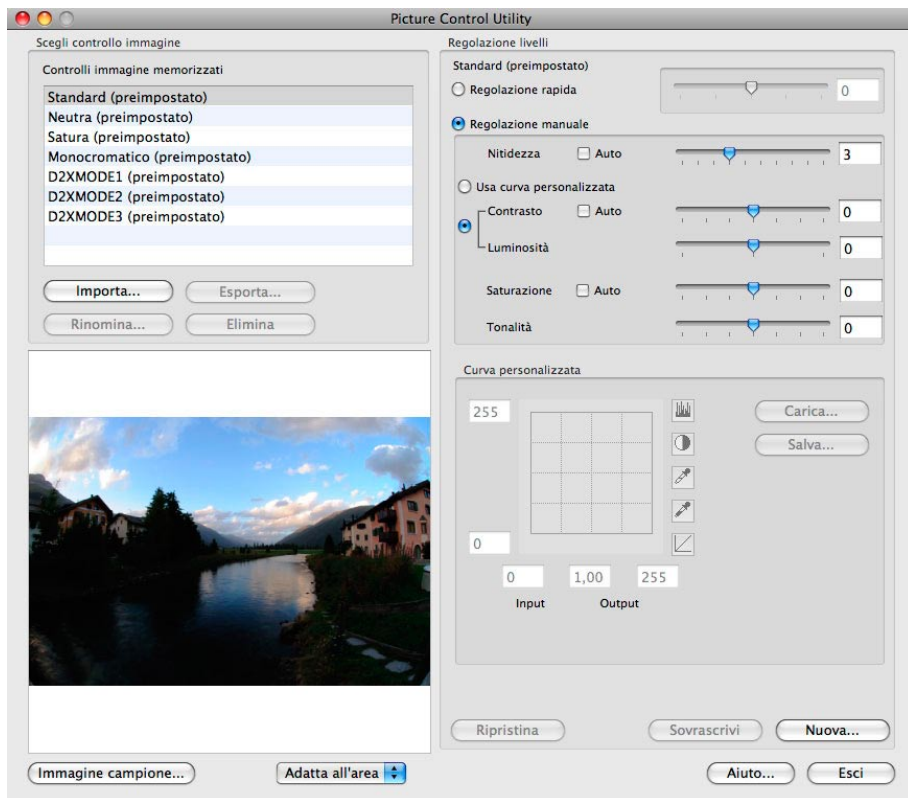 Picture Control Utility
Scegli controllo immagine
Controlli immagine memorizzati
Standard (preimpostato)
Neutra (preimpostato)
Satura (preimpostato)
Monocromatico (preimpostato)
D2XMODE1 (preimpostato)
D2XMODE2 (preimpostato)
D2XMODE3 (preimpostato)
Importa...
Esporta...
Rinomina...
Elimina
Immagine campione...
Adatta all'area
Regolazione livelli
Standard (preimpostato)
Regolazione rapida
0
Regolazione manuale
Nitidezza
Auto
3
Usa curva personalizzata
Contrasto
Auto
0
Luminosità
0
Saturazione
Auto
0
Tonalità
0
Curva personalizzata
255
Carica...
Salva...
0
0
1,00
255
Input
Output
Ripristina
Sovrascrivi
Nuova...
Aiuto...
Esci